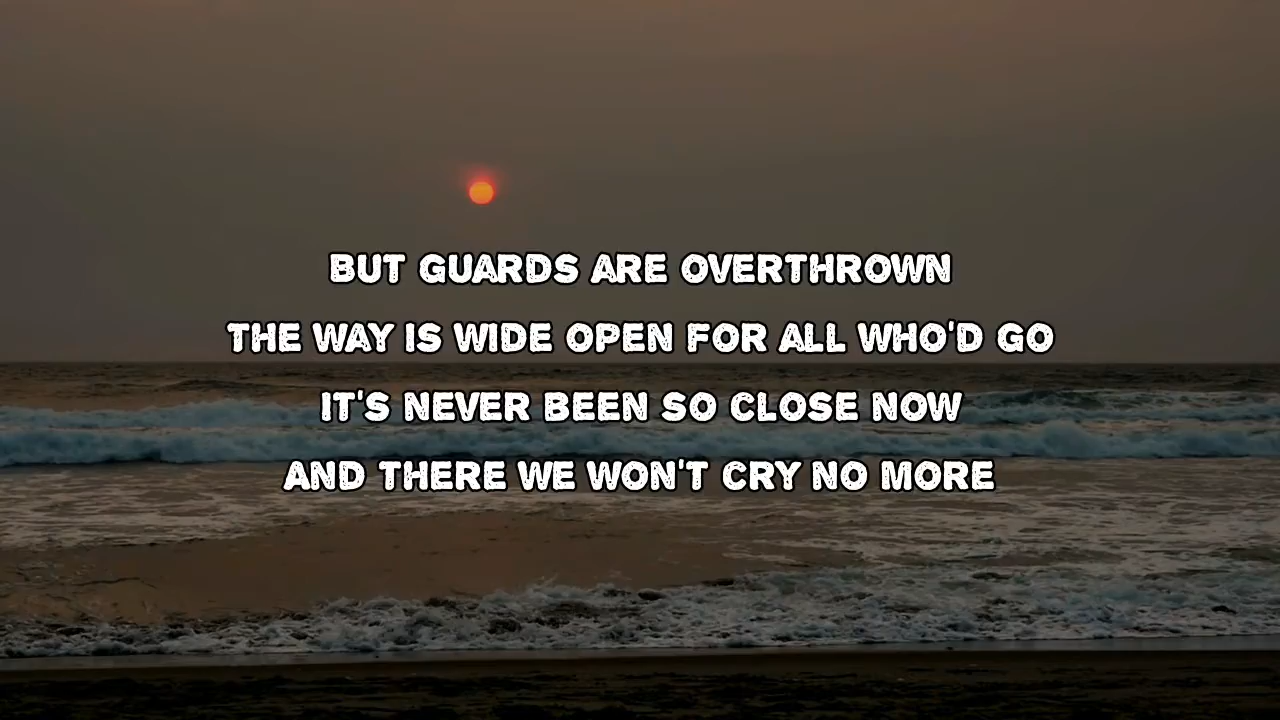 BUT GUARDS ARE OVERTHROWN
THE WAY IS WIDE OPEN FOR ALL WHO'D GO
IT'S NEVER BEEN SO CLOSE NOW
AND THERE WE WON'T CRY NO MORE